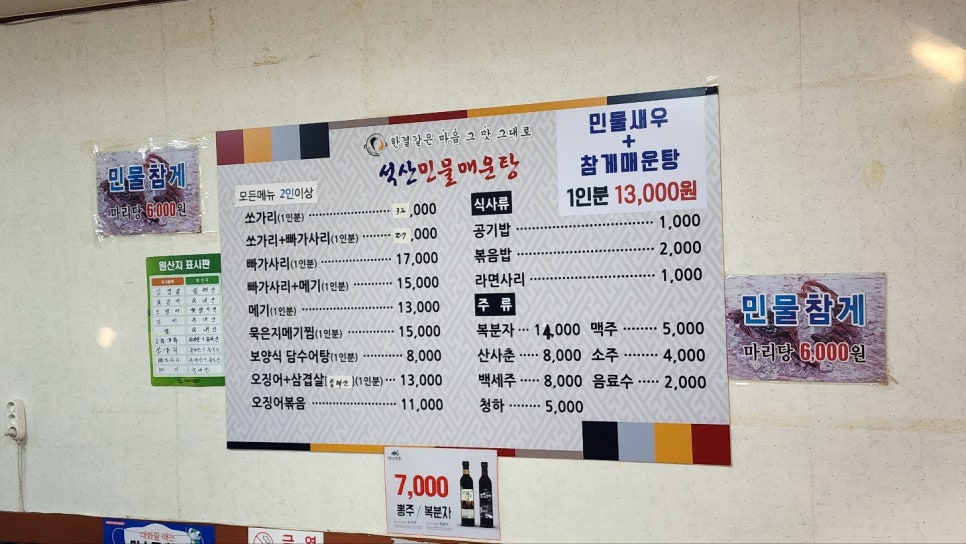 한결같은 마음 그 맛 그대로
석산민물매운탕
민물새우
+
참게매운탕
1인분 13,000원
모든메뉴 2인이상
쏘가리(1인분) 32,000
쏘가리+빠가사리(1인분) 27,000
빠가사리(1인분) 17,000
빠가사리+메기(1인분) 15,000
메기(1인분) 13,000
묵은지메기찜(1인분) 15,000
보양식 담수어탕(1인분) 8,000
오징어+삼겹살[칠레산](1인분) 13,000
오징어볶음 11,000
식사류
공기밥 1,000
볶음밥 2,000
라면사리 1,000
주 류
복분자 14,000 맥주 5,000
산사춘 8,000 소주 4,000
백세주 8,000 음료수 2,000
청하 5,000
민물참게
마리당 6,000원
원산지 표시판
민물참게
마리당 6,000원
7,000
뽕주 / 복분자
금 연